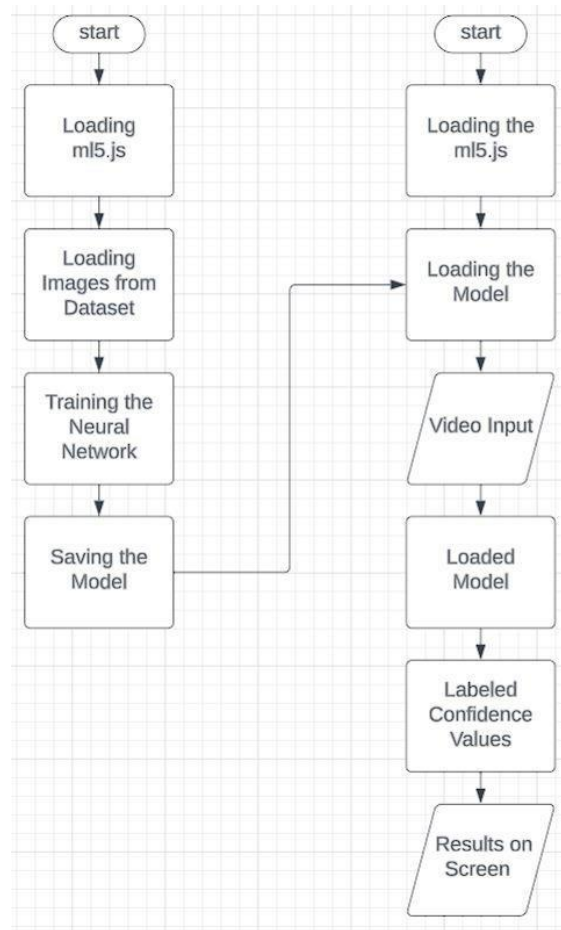 start
Loading
ml5.js
Loading
Images from
Dataset
Training the
Neural
Network
Saving the
Model
start
Loading the
ml5.js
Loading the
Model
Video Input
Loaded
Model
Labeled
Confidence
Values
Results on
Screen